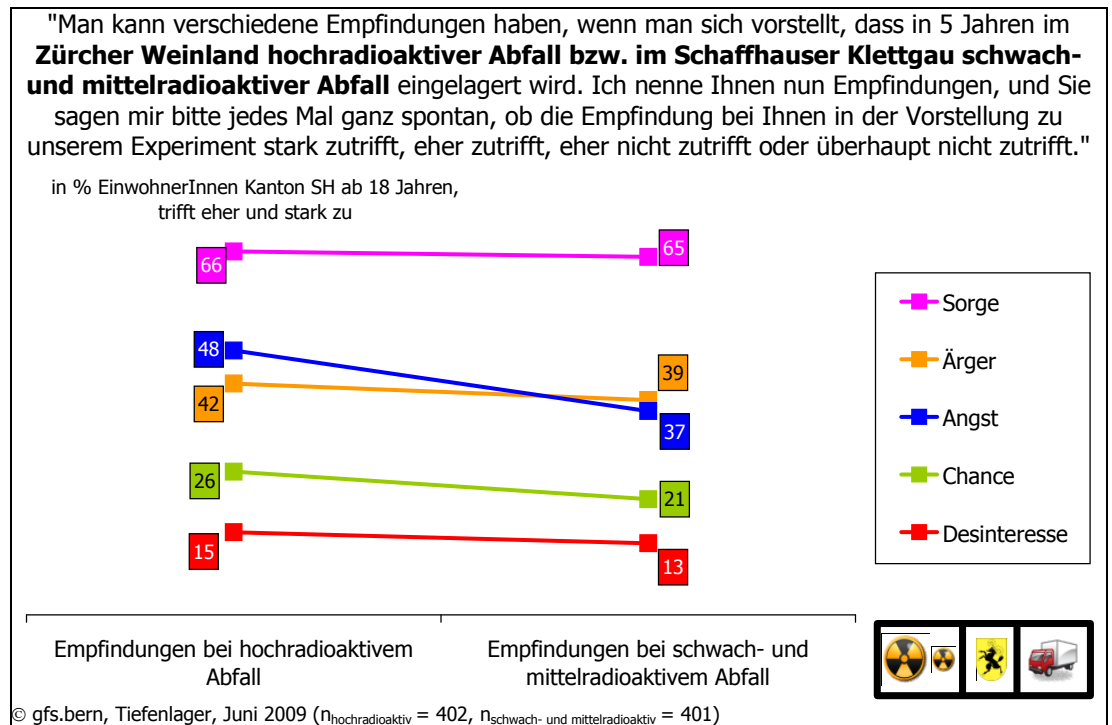 "Man kann verschiedene Empfindungen haben, wenn man sich vorstellt, dass in 5 Jahren im
Zürcher Weinland hochradioaktiver Abfall bzw. im Schaffhauser Klettgau schwach-
und mittelradioaktiver Abfall eingelagert wird. Ich nenne Ihnen nun Empfindungen, und Sie
sagen mir bitte jedes Mal ganz spontan, ob die Empfindung bei Ihnen in der Vorstellung zu
unserem Experiment stark zutrifft, eher zutrifft, eher nicht zutrifft oder überhaupt nicht zutrifft."
in % EinwohnerInnen Kanton SH ab 18 Jahren,
trifft eher und stark zu
66
65
48
42
39
37
26
21
15
13
Sorge
Ärger
Angst
Chance
Desinteresse
Empfindungen bei hochradioaktivem
Abfall
Empfindungen bei schwach- und
mittelradioaktivem Abfall
© gfs.bern, Tiefenlager, Juni 2009 (nhochradioaktiv = 402, nschwach- und mittelradioaktiv = 401)